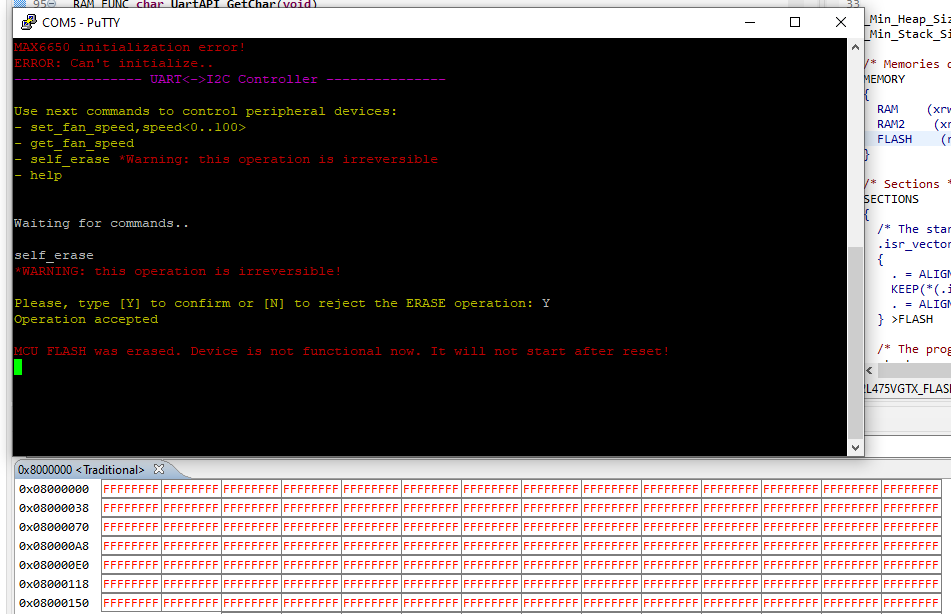 95 RAM_FUNC char UartAPI_GetChar(void)
33
COM5 - PuTTY
MAX6650 initialization error!
ERROR: Can't initialize..
---------------- UART<->I2C Controller ---------------
Use next commands to control peripheral devices:
- set_fan_speed,speed<0..100>
- get_fan_speed
- self_erase *Warning: this operation is irreversible
- help
Waiting for commands..
self_erase
*WARNING: this operation is irreversible!
Please, type [Y] to confirm or [N] to reject the ERASE operation: Y
Operation accepted
MCU FLASH was erased. Device is not functional now. It will not start after reset!
_Min_Heap_Siz
_Min_Stack_Si
/* Memories d
MEMORY
{
RAM (xrw
RAM2 (xr
FLASH (r
}
/* Sections *
SECTIONS
{
/* The star
.isr_vector
{
. = ALIGN
KEEP(*(.i
. = ALIGN
} >FLASH
/* The prog
L475VGTX_FLASH
0x8000000 <Traditional>
0x08000000 FFFFFFFF FFFFFFFF FFFFFFFF FFFFFFFF FFFFFFFF FFFFFFFF FFFFFFFF FFFFFFFF FFFFFFFF FFFFFFFF FFFFFFFF FFFFFFFF FFFFFFFF FFFFFFFF
0x08000038 FFFFFFFF FFFFFFFF FFFFFFFF FFFFFFFF FFFFFFFF FFFFFFFF FFFFFFFF FFFFFFFF FFFFFFFF FFFFFFFF FFFFFFFF FFFFFFFF FFFFFFFF FFFFFFFF
0x08000070 FFFFFFFF FFFFFFFF FFFFFFFF FFFFFFFF FFFFFFFF FFFFFFFF FFFFFFFF FFFFFFFF FFFFFFFF FFFFFFFF FFFFFFFF FFFFFFFF FFFFFFFF FFFFFFFF
0x080000A8 FFFFFFFF FFFFFFFF FFFFFFFF FFFFFFFF FFFFFFFF FFFFFFFF FFFFFFFF FFFFFFFF FFFFFFFF FFFFFFFF FFFFFFFF FFFFFFFF FFFFFFFF FFFFFFFF
0x080000E0 FFFFFFFF FFFFFFFF FFFFFFFF FFFFFFFF FFFFFFFF FFFFFFFF FFFFFFFF FFFFFFFF FFFFFFFF FFFFFFFF FFFFFFFF FFFFFFFF FFFFFFFF FFFFFFFF
0x08000118 FFFFFFFF FFFFFFFF FFFFFFFF FFFFFFFF FFFFFFFF FFFFFFFF FFFFFFFF FFFFFFFF FFFFFFFF FFFFFFFF FFFFFFFF FFFFFFFF FFFFFFFF FFFFFFFF
0x08000150 FFFFFFFF FFFFFFFF FFFFFFFF FFFFFFFF FFFFFFFF FFFFFFFF FFFFFFFF FFFFFFFF FFFFFFFF FFFFFFFF FFFFFFFF FFFFFFFF FFFFFFFF FFFFFFFF